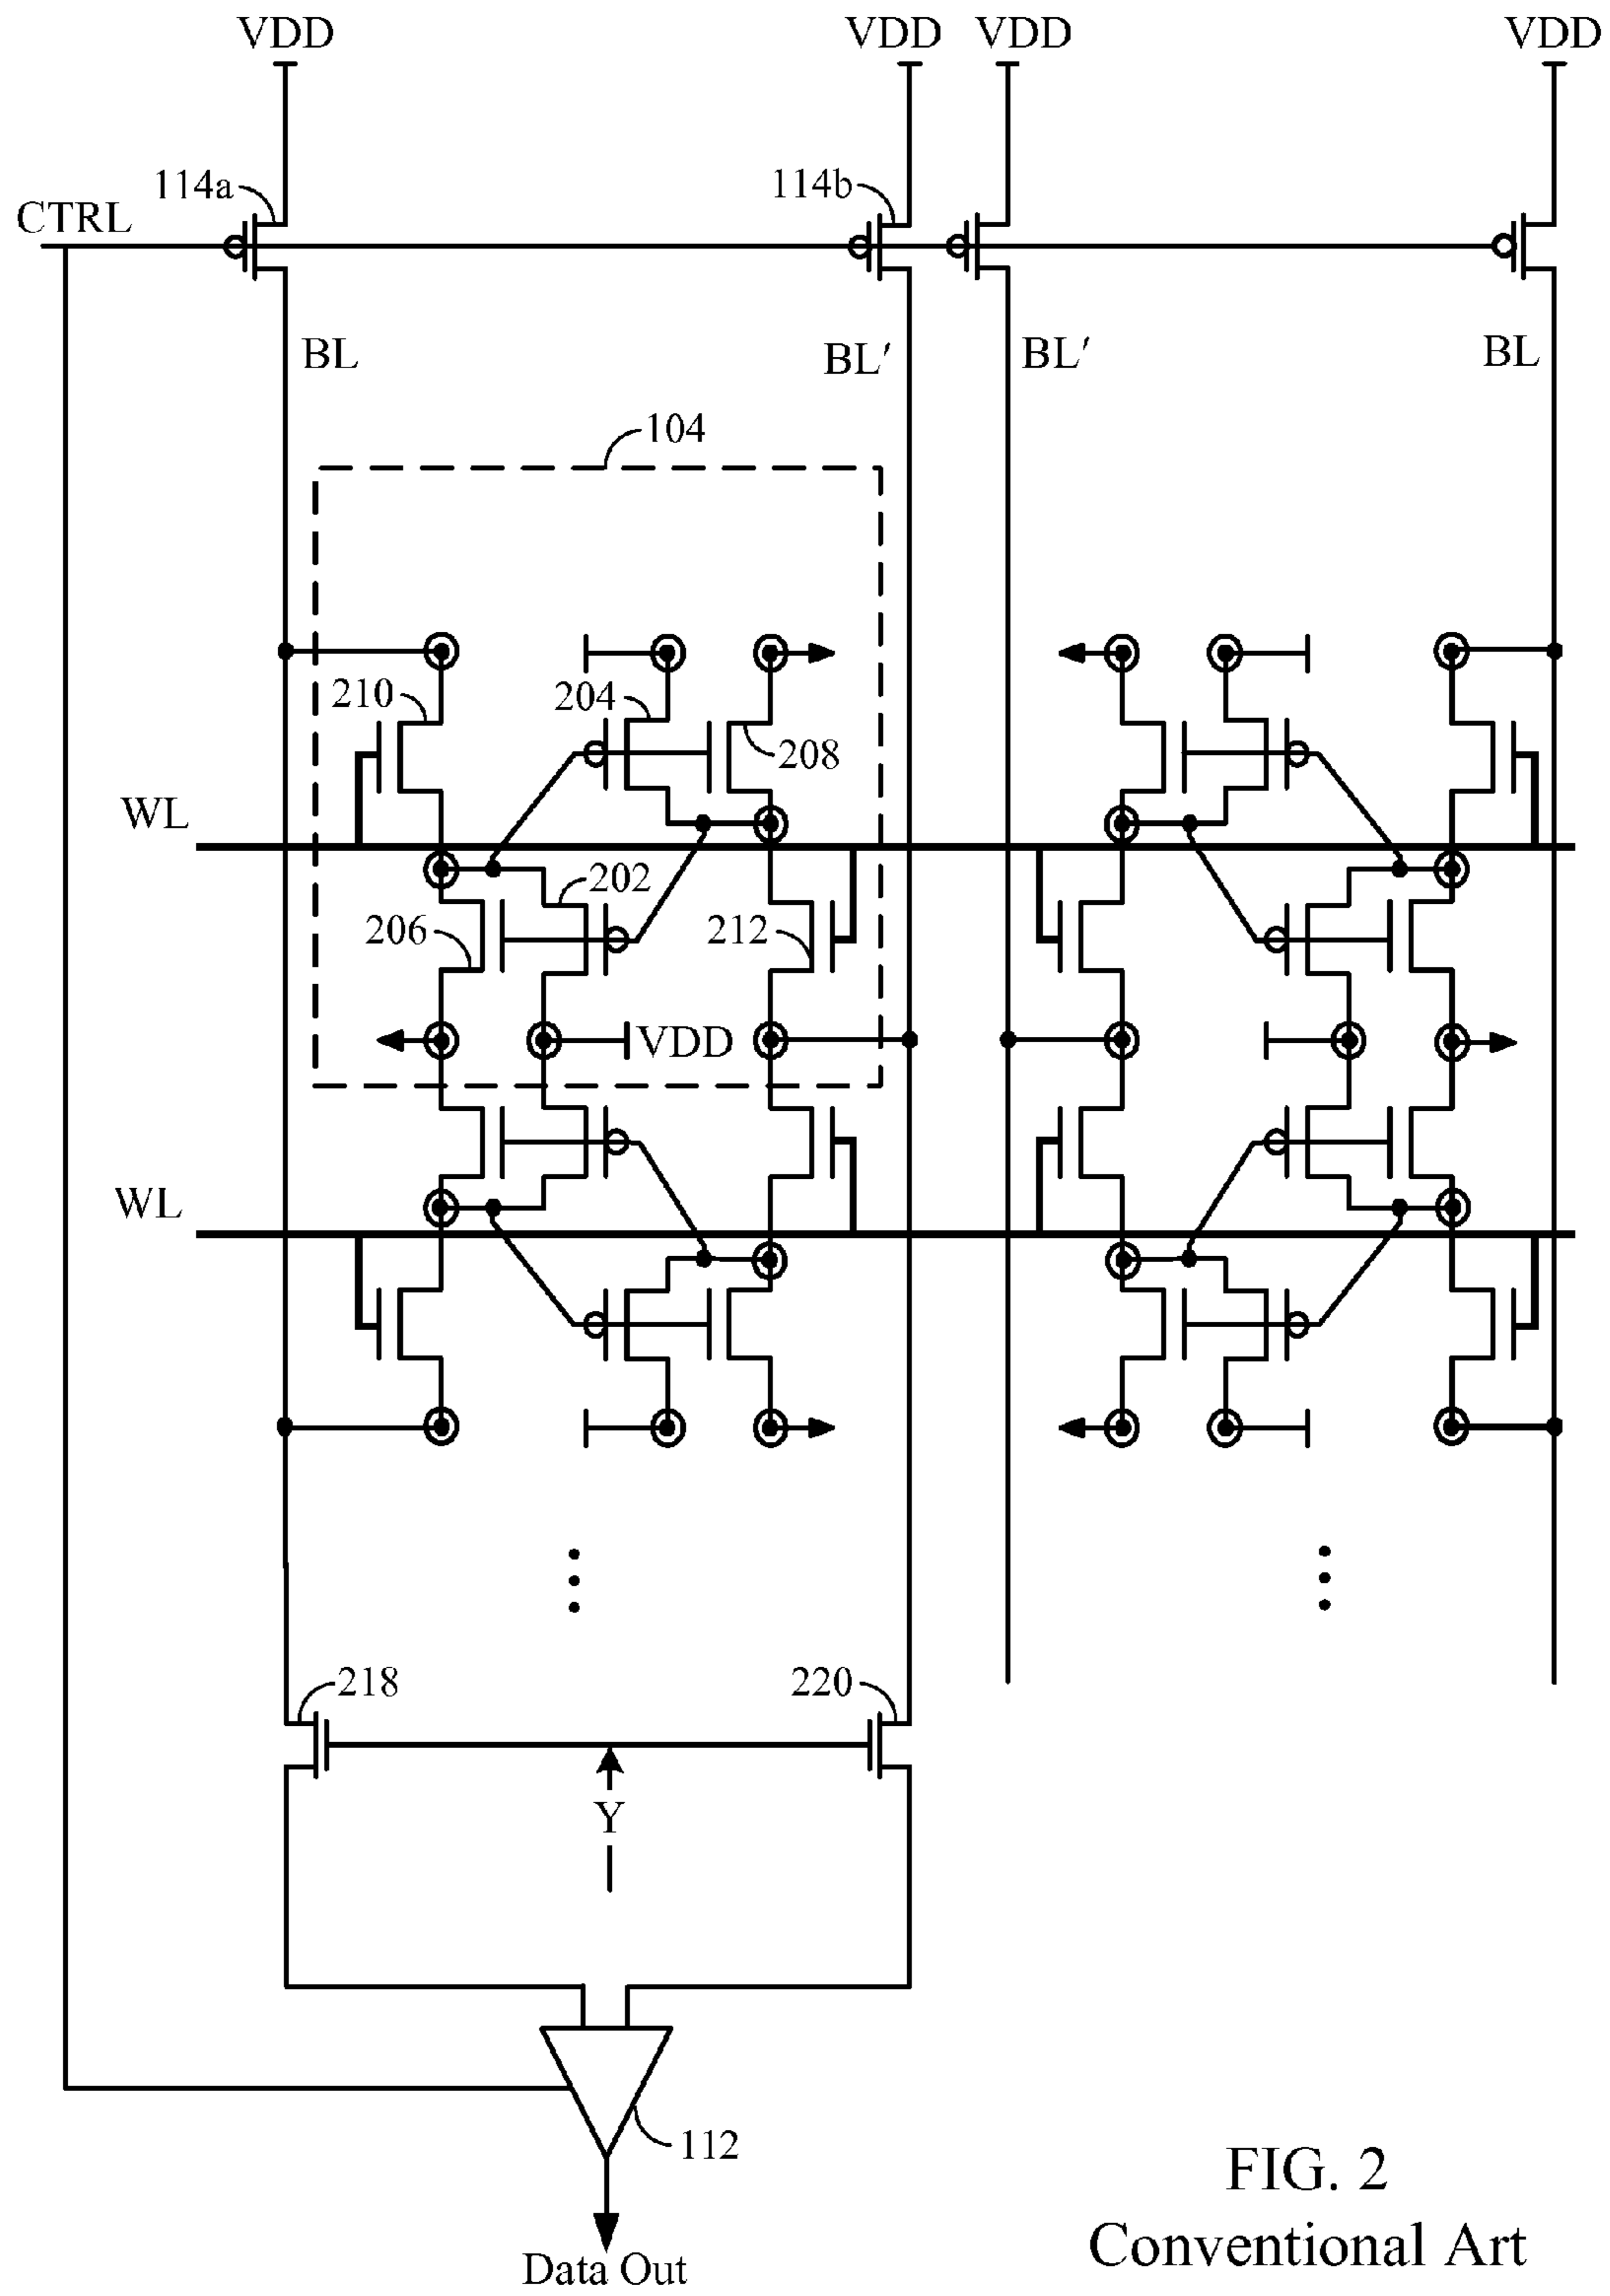 VDD VDD VDD VDD
114a 114b
CTRL
BL BL′ BL′ BL
104
210 204
208
WL
202
206 212
VDD
WL
218 220
Y
112
Data Out
FIG. 2
Conventional Art